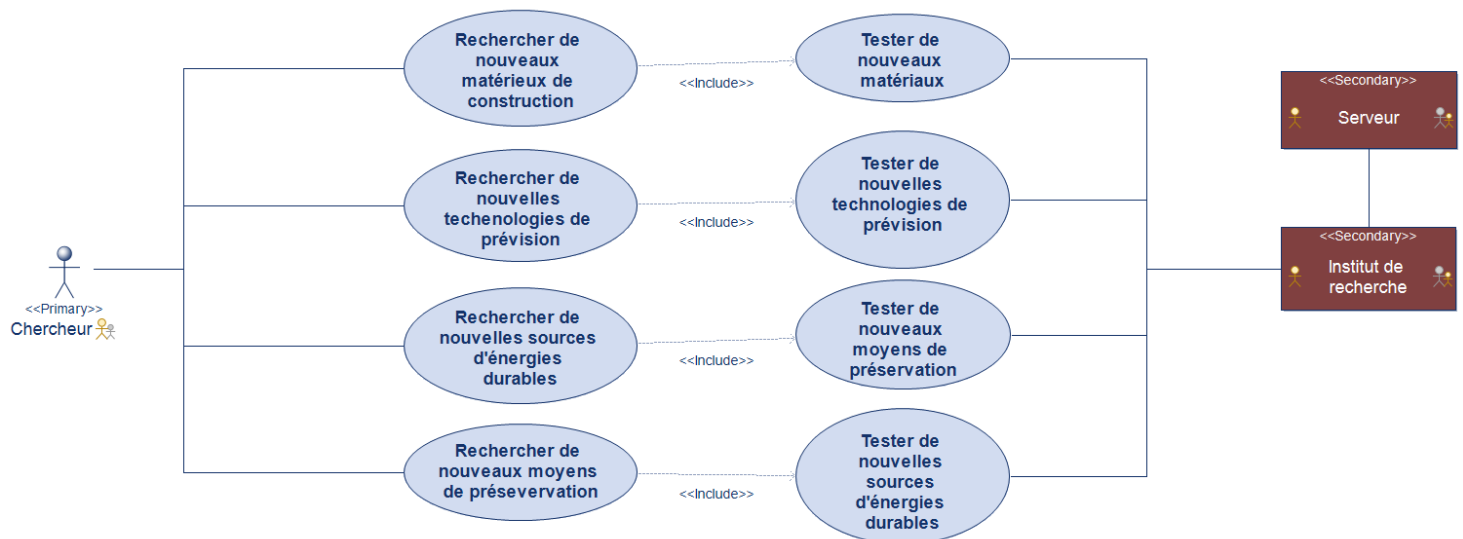 Rechercher de
nouveaux
matérieux de
construction
<<Include>>
Tester de
nouveaux
matériaux
<<Secondary>>
Serveur
Rechercher de
nouvelles
techenologies de
prévision
<<Include>>
Tester de
nouvelles
technologies de
prévision
<<Secondary>>
Institut de
recherche
<<Primary>>
Chercheur
Rechercher de
nouvelles sources
d'énergies
durables
<<Include>>
Tester de
nouveaux
moyens de
préservation
Rechercher de
nouveaux moyens
de présevervation
<<Include>>
Tester de
nouvelles
sources
d'énergies
durables